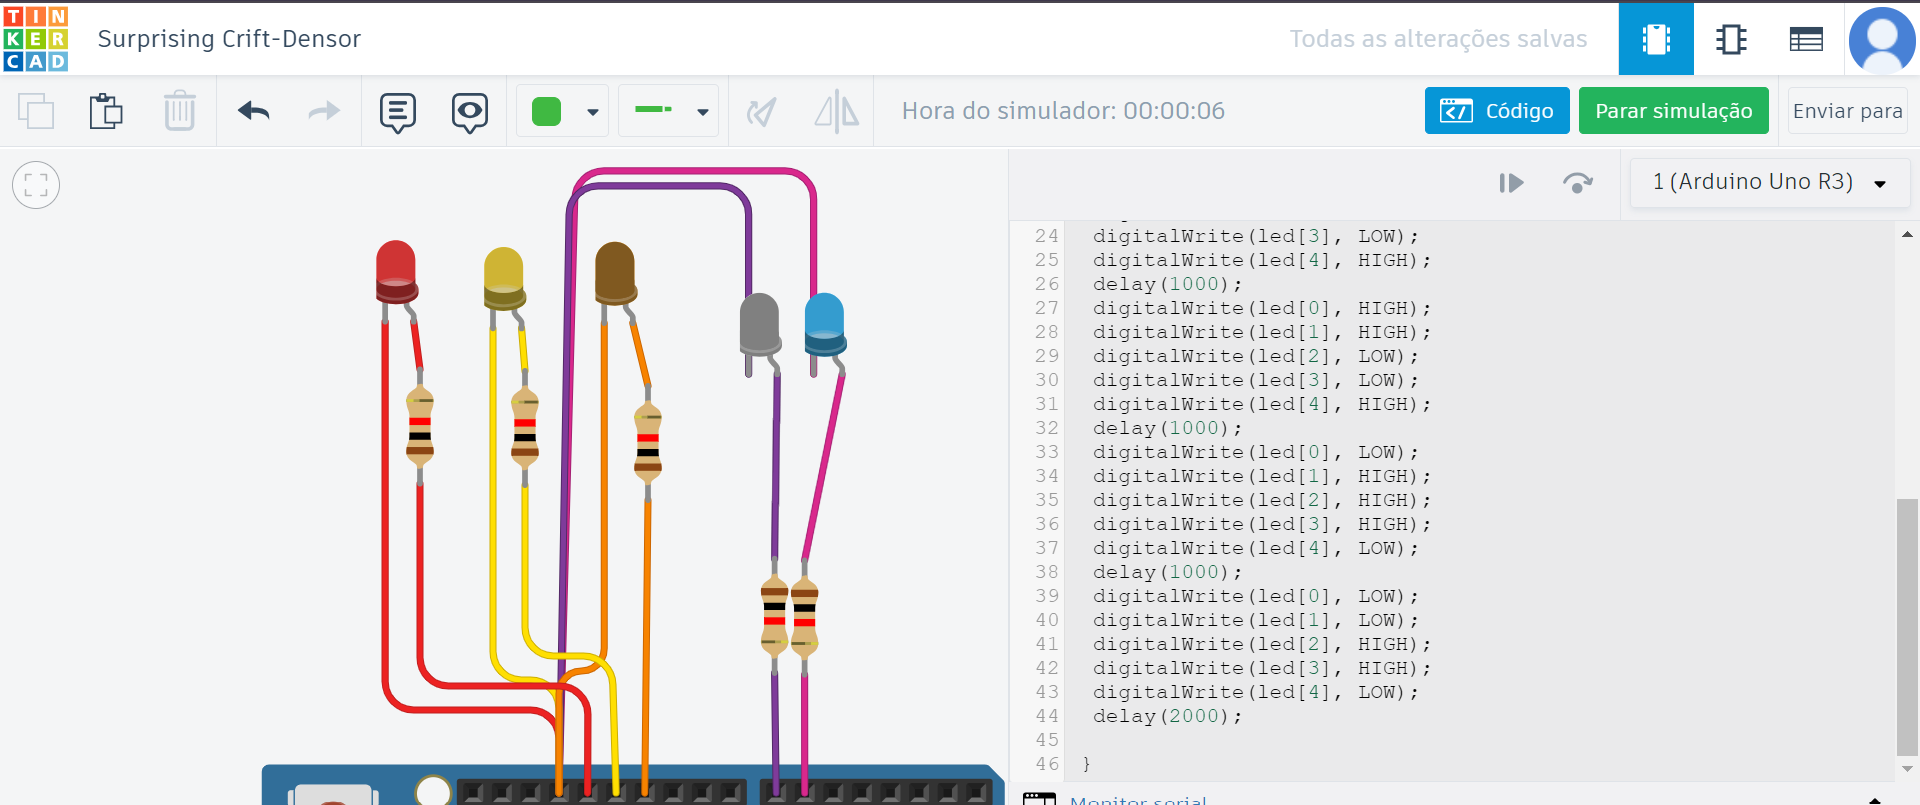 TIN
KER
CAD
Surprising Crift-Densor
Todas as alterações salvas
Hora do simulador: 00:00:06
Código
Parar simulação
Enviar para
1 (Arduino Uno R3)
24 digitalWrite(led[3], LOW);
25 digitalWrite(led[4], HIGH);
26 delay(1000);
27 digitalWrite(led[0], HIGH);
28 digitalWrite(led[1], HIGH);
29 digitalWrite(led[2], LOW);
30 digitalWrite(led[3], LOW);
31 digitalWrite(led[4], HIGH);
32 delay(1000);
33 digitalWrite(led[0], LOW);
34 digitalWrite(led[1], HIGH);
35 digitalWrite(led[2], HIGH);
36 digitalWrite(led[3], HIGH);
37 digitalWrite(led[4], LOW);
38 delay(1000);
39 digitalWrite(led[0], LOW);
40 digitalWrite(led[1], LOW);
41 digitalWrite(led[2], HIGH);
42 digitalWrite(led[3], HIGH);
43 digitalWrite(led[4], LOW);
44 delay(2000);
45
46 }
Monitor serial